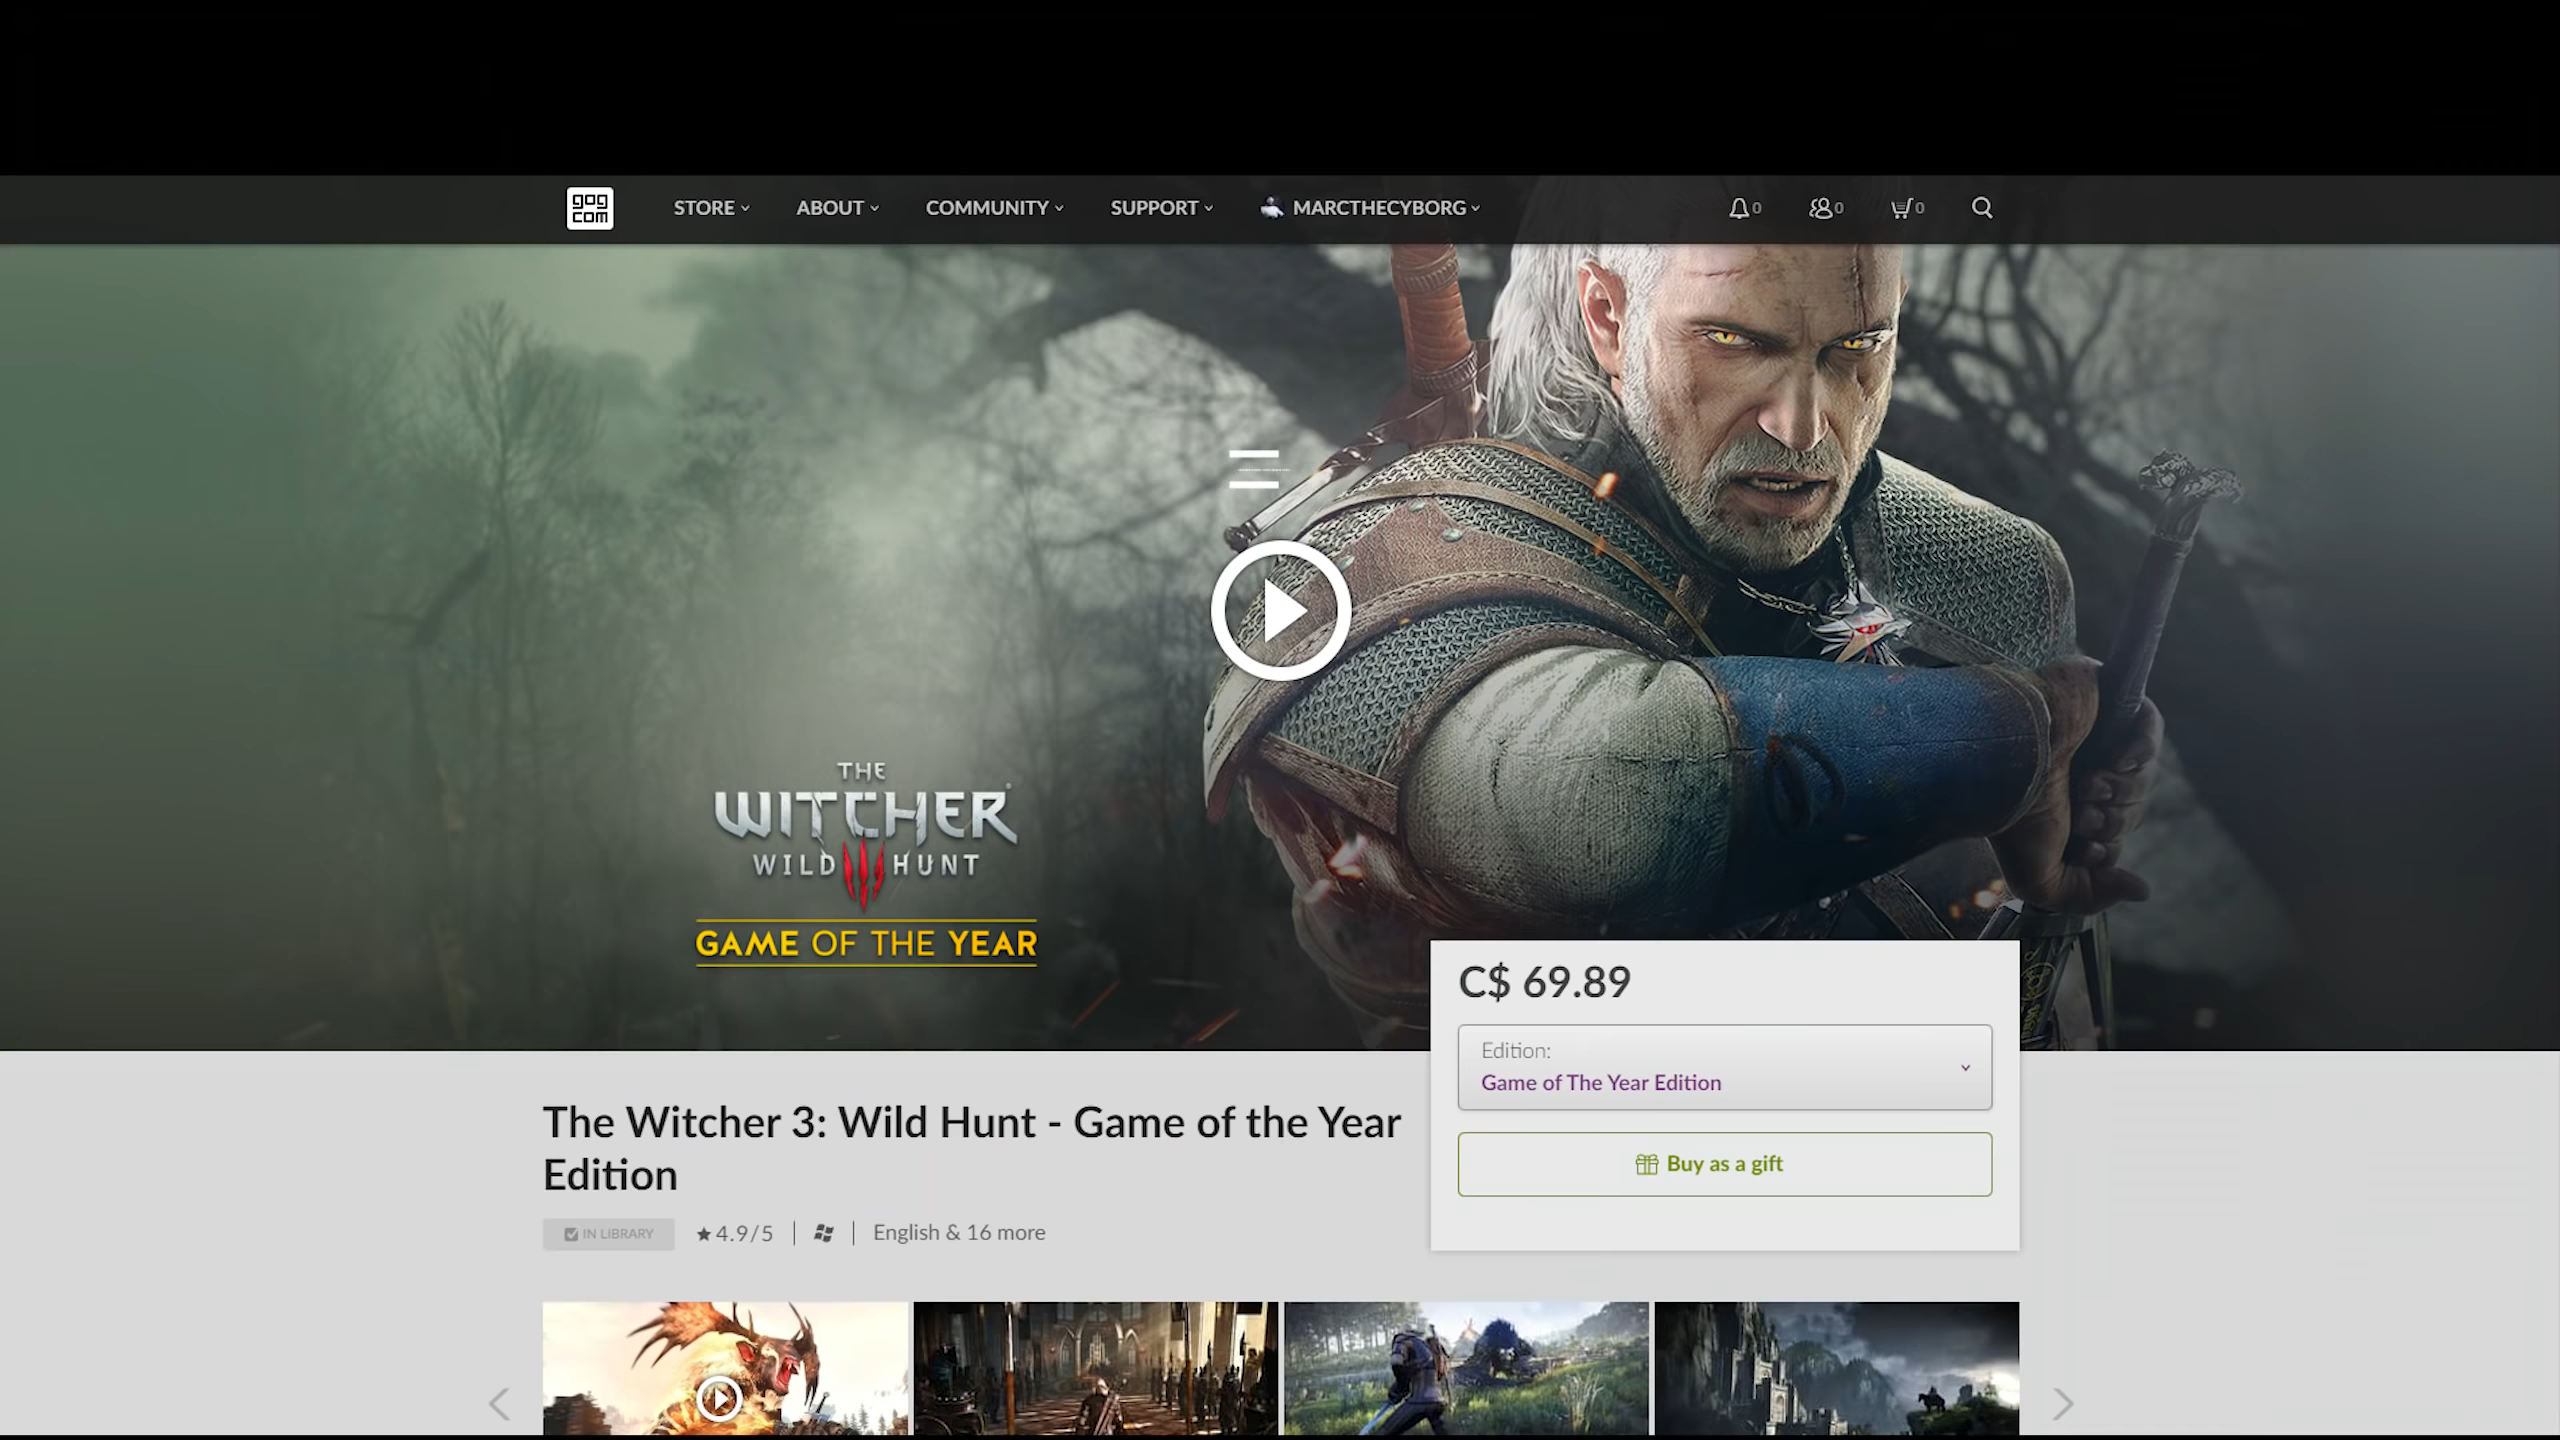 gog
com
STORE
ABOUT
COMMUNITY
SUPPORT
MARCTHECYBORG
0
0
0
THE
WITCHER
WILD III HUNT
GAME OF THE YEAR
C$ 69.89
Edition:
Game of The Year Edition
Buy as a gift
The Witcher 3: Wild Hunt - Game of the Year
Edition
IN LIBRARY
4.9/5
English & 16 more